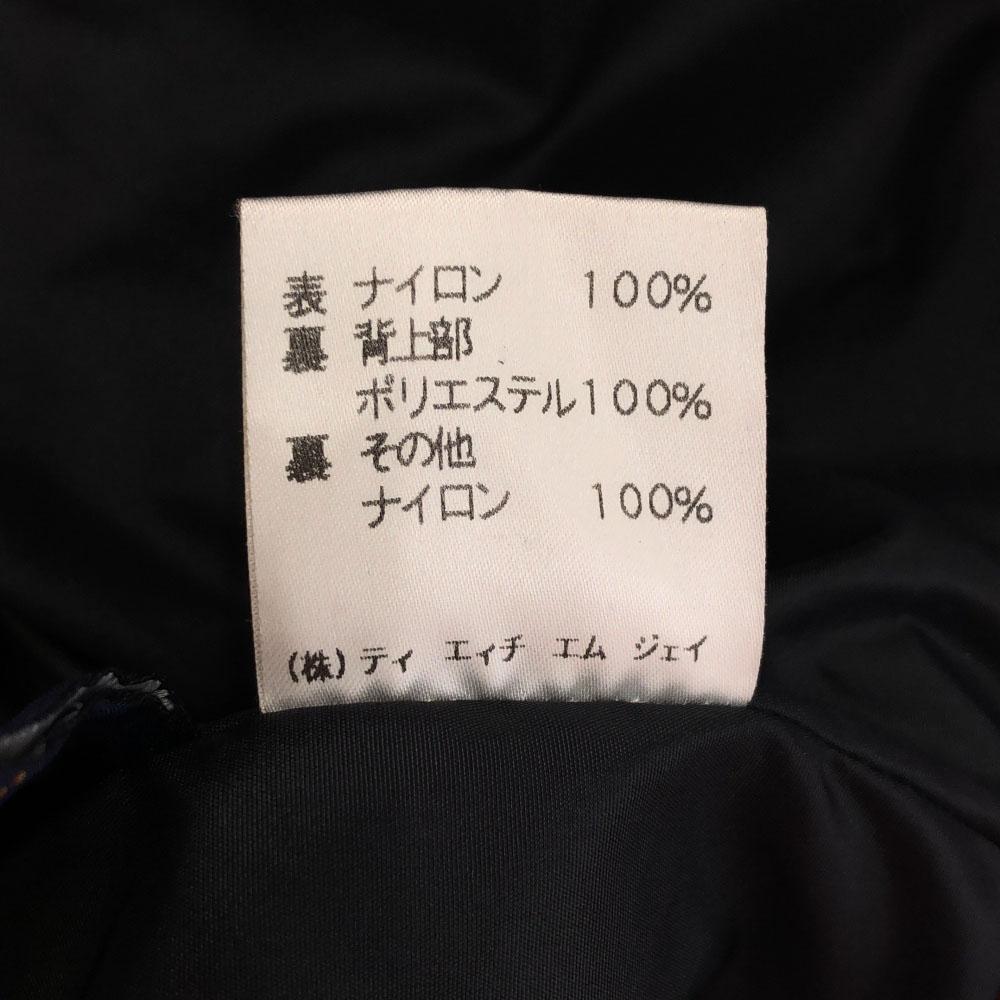 表 ナイロン 100%
裏 背上部
ポリエステル100%
裏 その他
ナイロン 100%
(株)ティ エィチ エム ジェイ